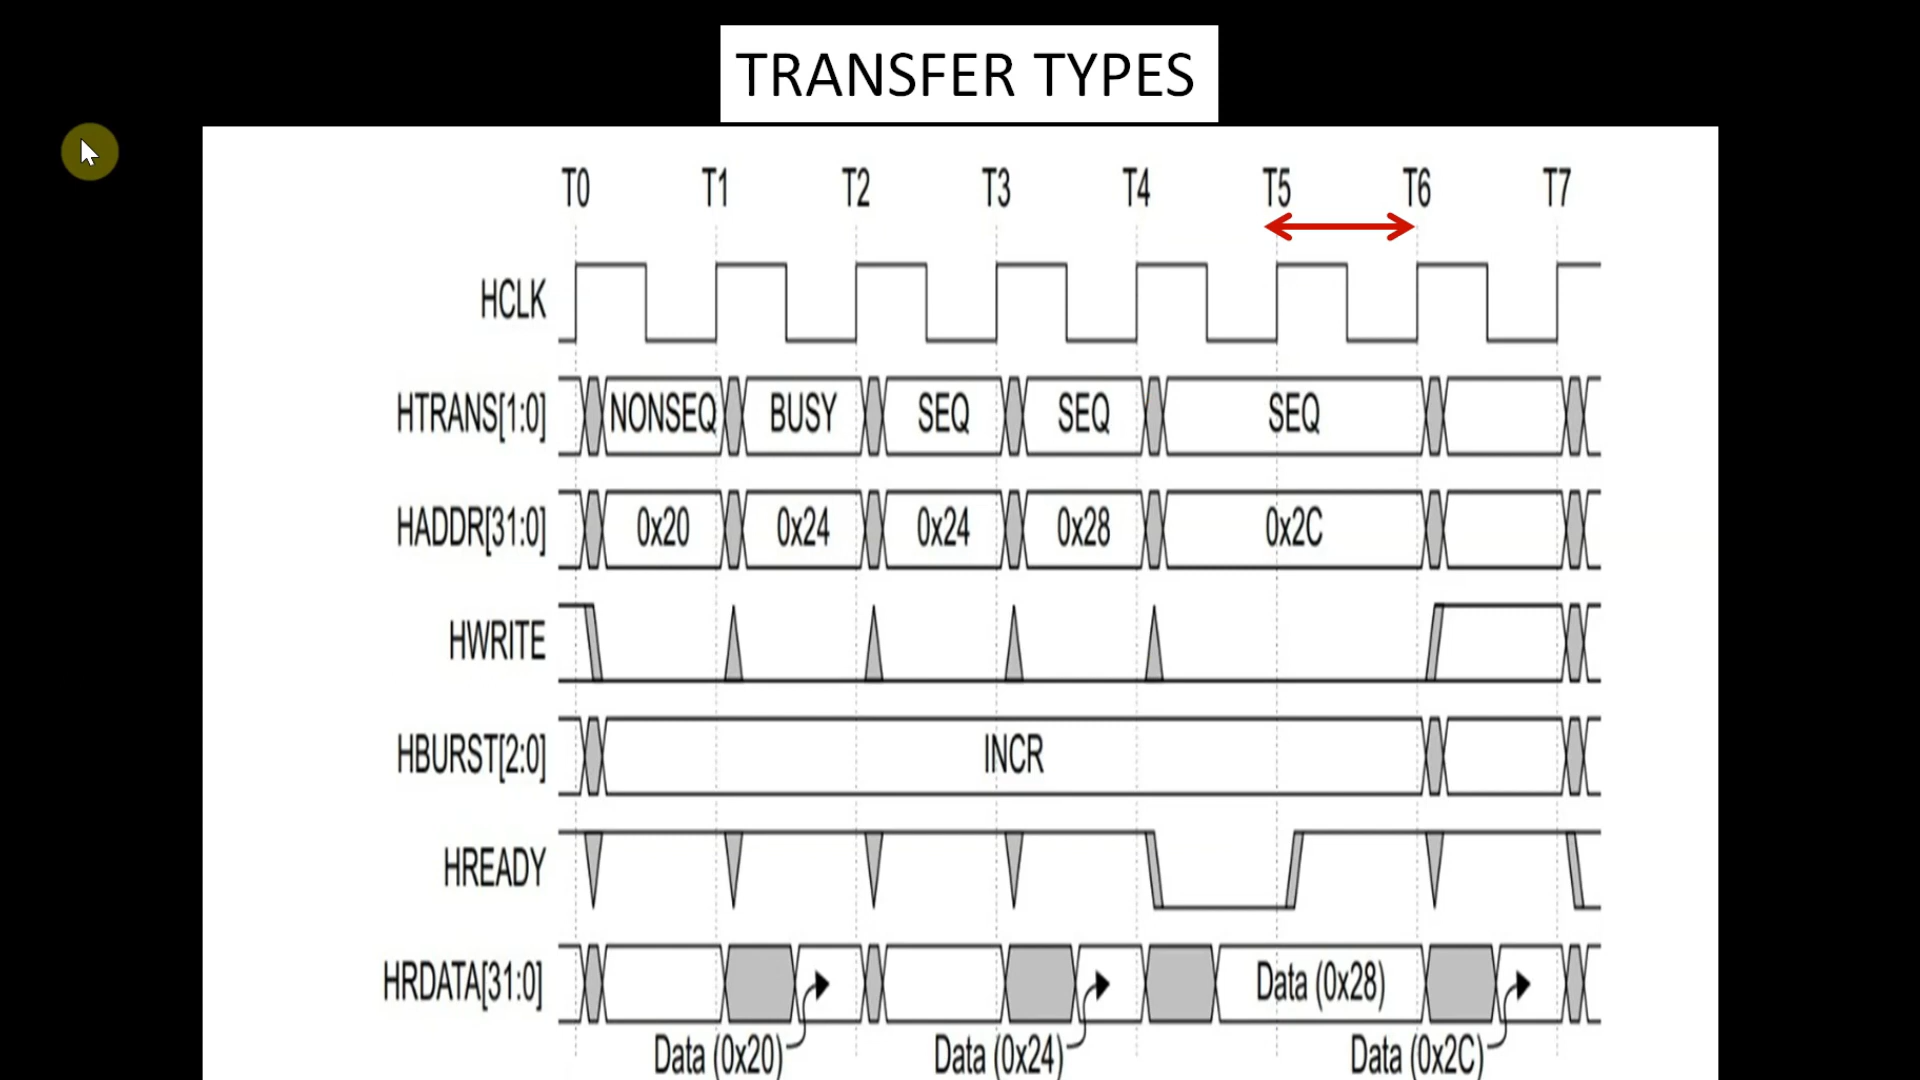 TRANSFER TYPES
T0 T1 T2 T3 T4 T5 T6 T7
HCLK
HTRANS[1:0] NONSEQ BUSY SEQ SEQ SEQ
HADDR[31:0] 0x20 0x24 0x24 0x28 0x2C
HWRITE
HBURST[2:0] INCR
HREADY
HRDATA[31:0] Data (0x28)
Data (0x20) Data (0x24) Data (0x2C)